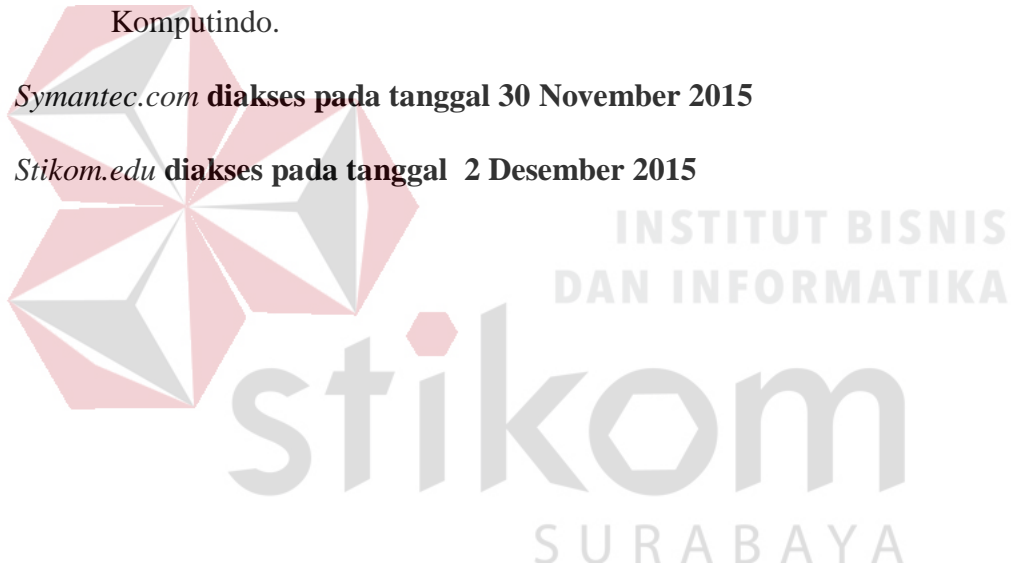 Komputindo.
Symantec.com diakses pada tanggal 30 November 2015
Stikom.edu diakses pada tanggal 2 Desember 2015
INSTITUT BISNIS
DAN INFORMATIKA
stikom
SURABAYA